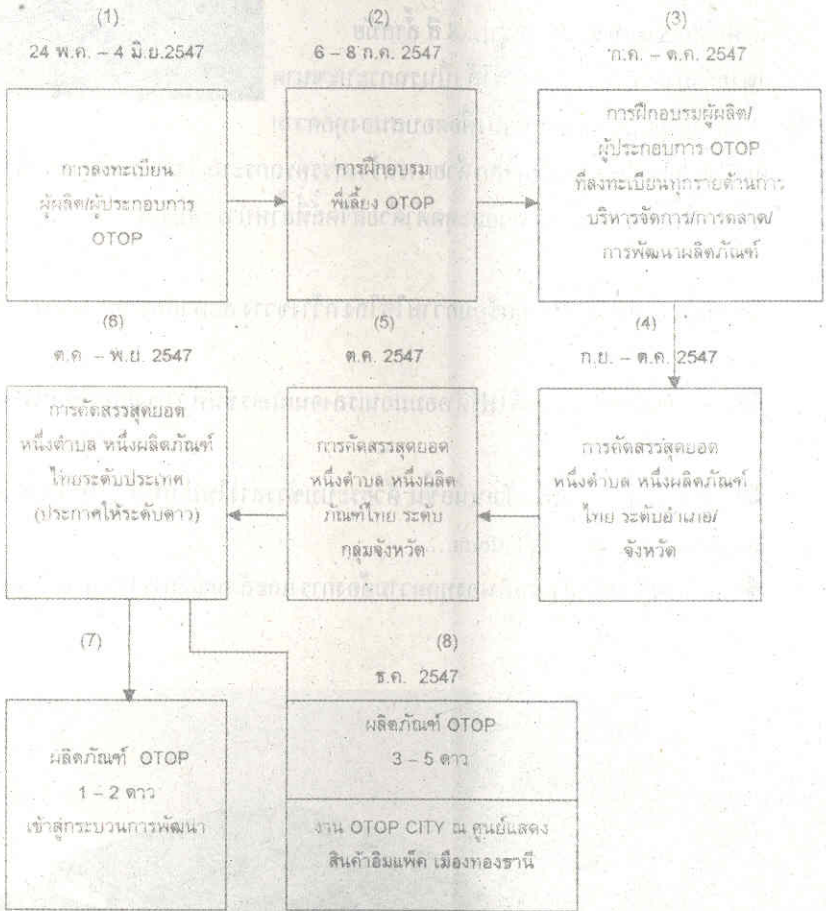 (1)
24 พ.ค. – 4 มิ.ย.2547
การลงทะเบียน
ผู้ผลิต/ผู้ประกอบการ
OTOP
(2)
6 – 8 ก.ค. 2547
การฝึกอบรม
พี่เลี้ยง OTOP
(3)
ก.ค. – ต.ค. 2547
การฝึกอบรมผู้ผลิต/
ผู้ประกอบการ OTOP
ที่ลงทะเบียนทุกรายด้านการ
บริหารจัดการ/การตลาด/
การพัฒนาผลิตภัณฑ์
(4)
ก.ย. – ต.ค. 2547
การคัดสรรสุดยอด
หนึ่งตำบล หนึ่งผลิตภัณฑ์
ไทย ระดับอำเภอ/
จังหวัด
(5)
ต.ค. 2547
การคัดสรรสุดยอด
หนึ่งตำบล หนึ่งผลิต
ภัณฑ์ไทย ระดับ
กลุ่มจังหวัด
(6)
ต.ค – พ.ย. 2547
การคัดสรรสุดยอด
หนึ่งตำบล หนึ่งผลิตภัณฑ์
ไทยระดับประเทศ
(ประกาศให้ระดับดาว)
(7)
ผลิตภัณฑ์ OTOP
1 – 2 ดาว
เข้าสู่กระบวนการพัฒนา
(8)
ธ.ค. 2547
ผลิตภัณฑ์ OTOP
3 – 5 ดาว
งาน OTOP CITY ณ ศูนย์แสดง
สินค้าอิมแพ็ค เมืองทองธานี